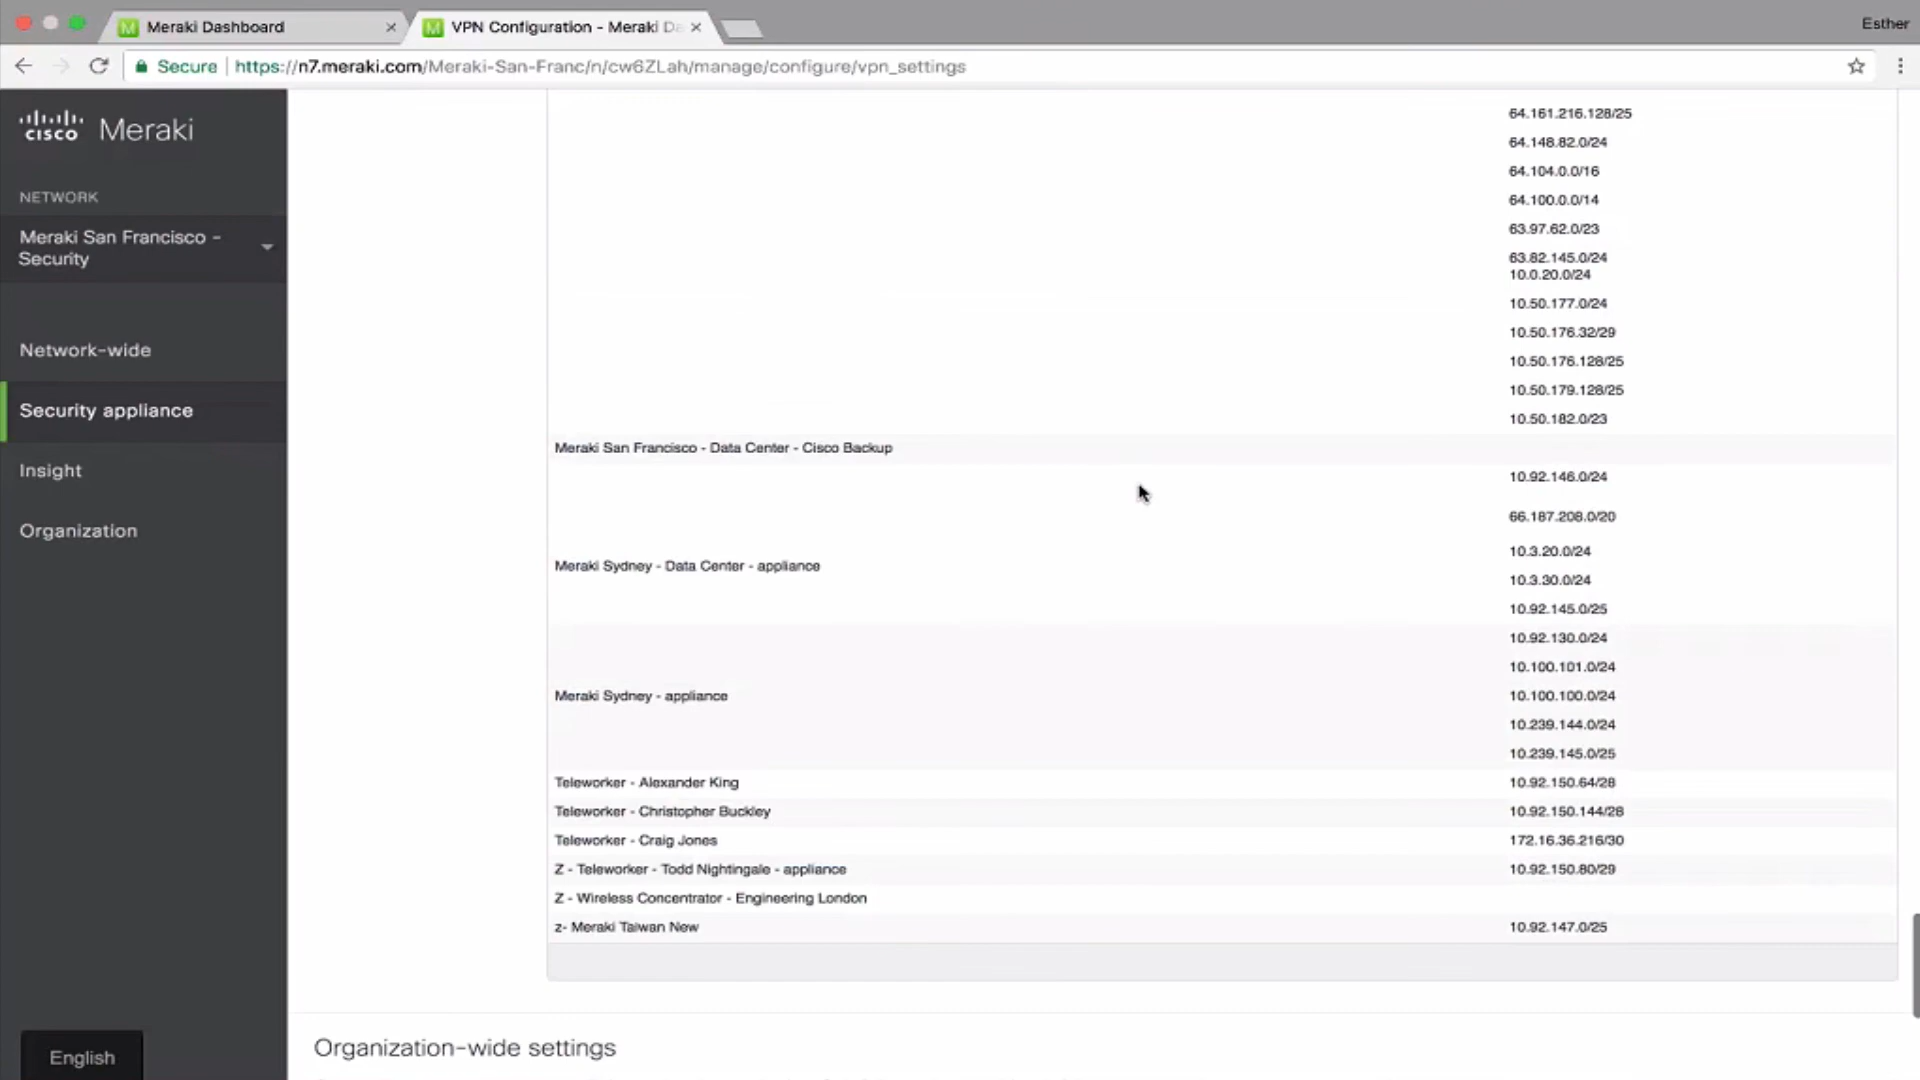 Meraki Dashboard
VPN Configuration - Meraki Da
Esther
Secure
https://n7.meraki.com/Meraki-San-Franc/n/cw6ZLah/manage/configure/vpn_settings
cisco Meraki
NETWORK
Meraki San Francisco -
Security
Network-wide
Security appliance
Insight
Organization
English
64.161.216.128/25
64.148.82.0/24
64.104.0.0/16
64.100.0.0/14
63.97.62.0/23
63.82.145.0/24
10.0.20.0/24
10.50.177.0/24
10.50.176.32/29
10.50.176.128/25
10.50.179.128/25
10.50.182.0/23
Meraki San Francisco - Data Center - Cisco Backup
10.92.146.0/24
66.187.208.0/20
10.3.20.0/24
Meraki Sydney - Data Center - appliance
10.3.30.0/24
10.92.145.0/25
10.92.130.0/24
10.100.101.0/24
Meraki Sydney - appliance 10.100.100.0/24
10.239.144.0/24
10.239.145.0/25
Teleworker - Alexander King 10.92.150.64/28
Teleworker - Christopher Buckley 10.92.150.144/28
Teleworker - Craig Jones 172.16.36.216/30
Z - Teleworker - Todd Nightingale - appliance 10.92.150.80/29
Z - Wireless Concentrator - Engineering London
z- Meraki Taiwan New 10.92.147.0/25
Organization-wide settings